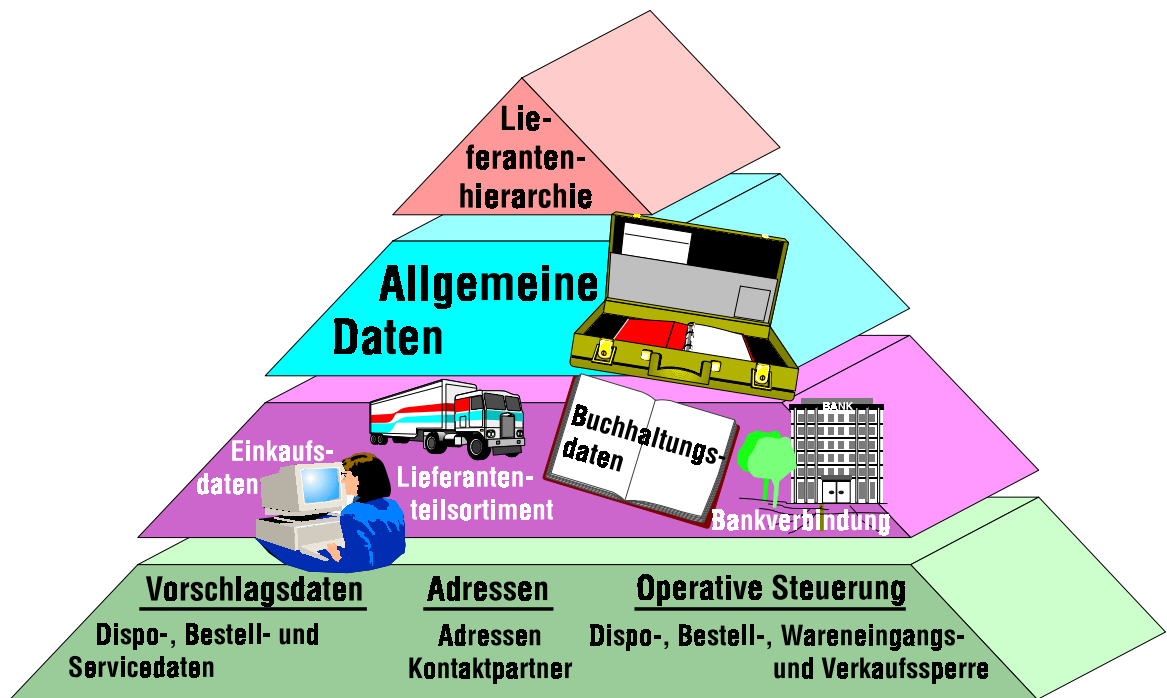 Lie-
feranten-
hierarchie
Allgemeine
Daten
Einkaufs-
daten
Lieferanten-
teilsortiment
Buchhaltungs-
daten
BANK
Bankverbindung
Vorschlagsdaten
Dispo-, Bestell- und
Servicedaten
Adressen
Adressen
Kontaktpartner
Operative Steuerung
Dispo-, Bestell-, Wareneingangs-
und Verkaufssperre